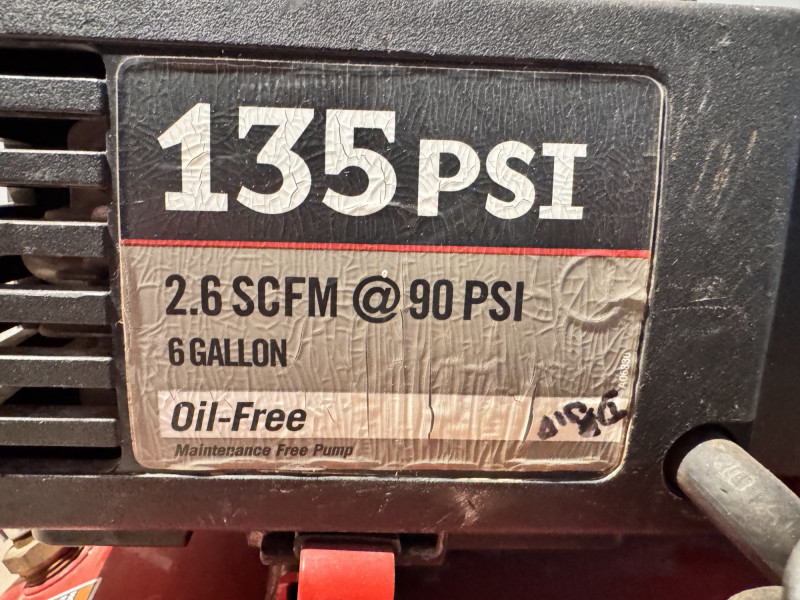 135 PSI
2.6 SCFM @ 90 PSI
6 GALLON
Oil-Free
Maintenance Free Pump